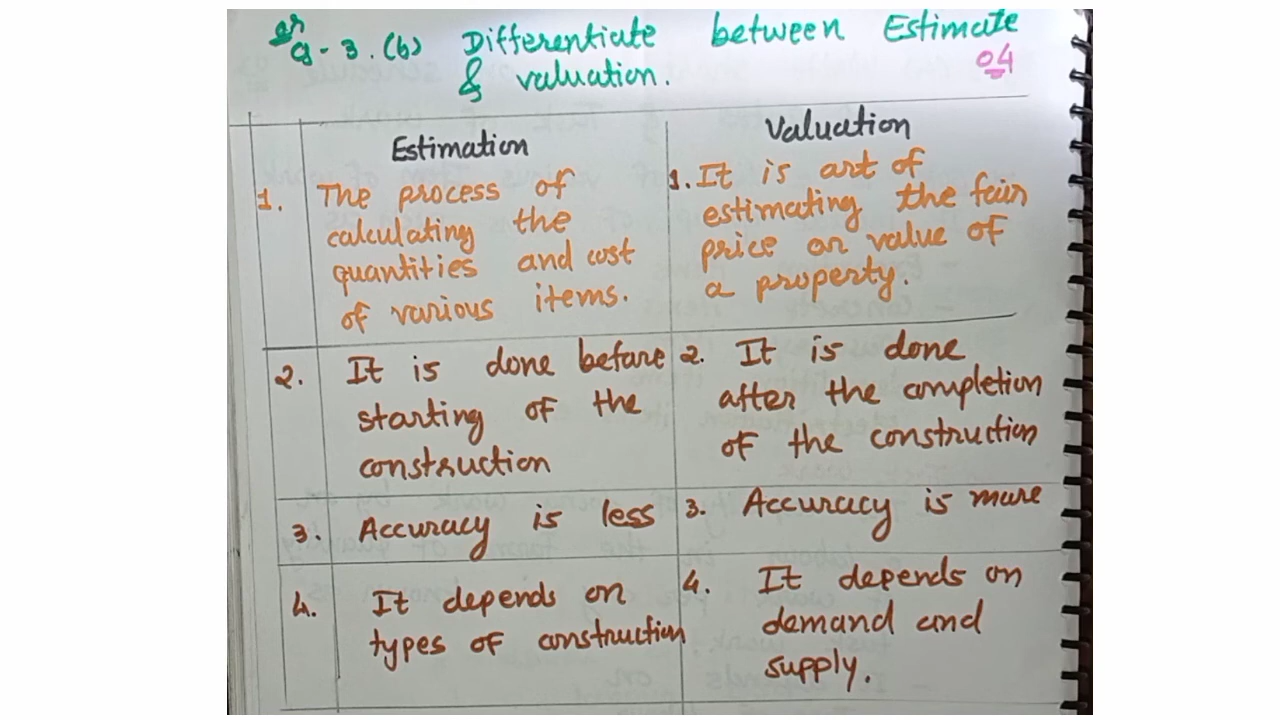 Q-3.(b) Differentiate between Estimate
& valuation. 04
Estimation
Valuation
1. The process of
calculating the
quantities and cost
of various items.
1. It is art of
estimating the fair
price or value of
a property.
2. It is done before
starting of the
construction
2. It is done
after the completion
of the construction
3. Accuracy is less
3. Accuracy is more
4. It depends on
types of construction
4. It depends on
demand and
supply.